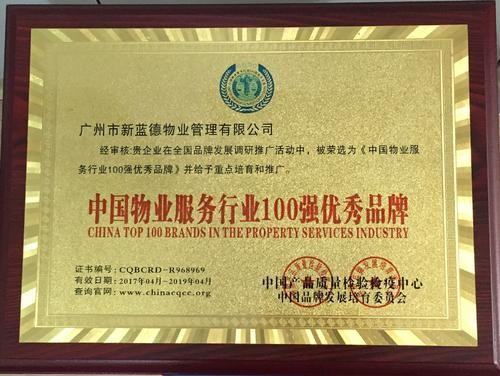 广州市新蓝德物业管理有限公司
经审核:贵企业在全国品牌发展调研推广活动中，被荣选为《中国物业服
务行业100强优秀品牌》并给予重点培育和推广。
中国物业服务行业100强优秀品牌
CHINA TOP 100 BRANDS IN THE PROPERTY SERVICES INDUSTRY
证书编号: CQBCRD-R968969
有效日期: 2017年04月-2019年04月
查询官网: www.chinacqcc.org
中国产品质量检验检疫中心
中国品牌发展培育委员会